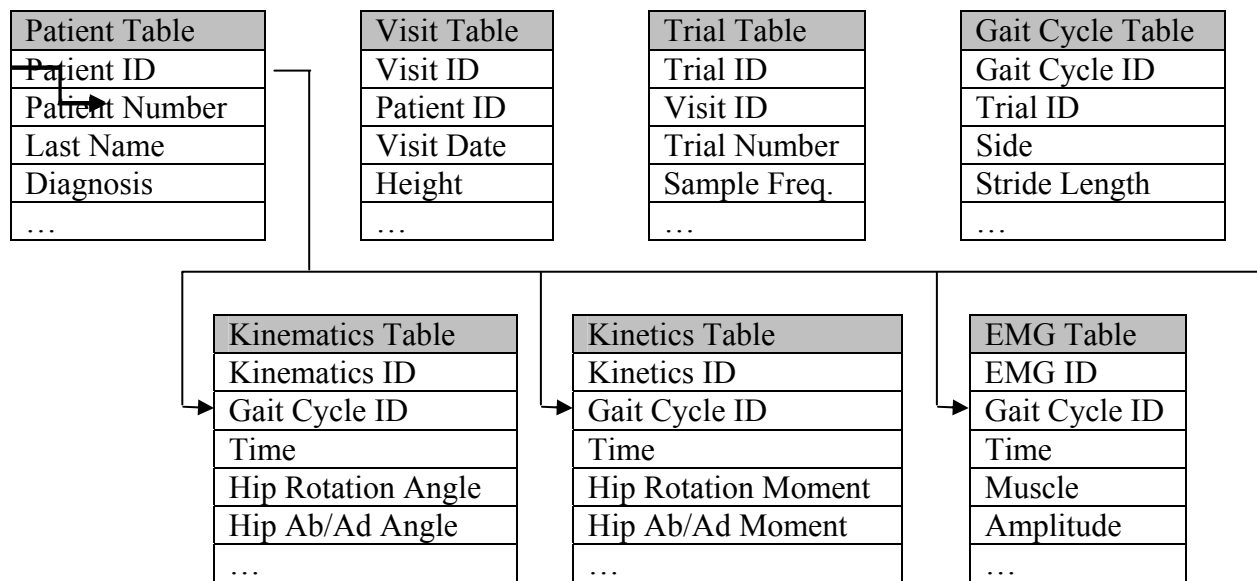 Patient Table
Patient ID
Patient Number
Last Name
Diagnosis
…
Visit Table
Visit ID
Patient ID
Visit Date
Height
…
Trial Table
Trial ID
Visit ID
Trial Number
Sample Freq.
…
Gait Cycle Table
Gait Cycle ID
Trial ID
Side
Stride Length
…
Kinematics Table
Kinematics ID
Gait Cycle ID
Time
Hip Rotation Angle
Hip Ab/Ad Angle
…
Kinetics Table
Kinetics ID
Gait Cycle ID
Time
Hip Rotation Moment
Hip Ab/Ad Moment
…
EMG Table
EMG ID
Gait Cycle ID
Time
Muscle
Amplitude
…